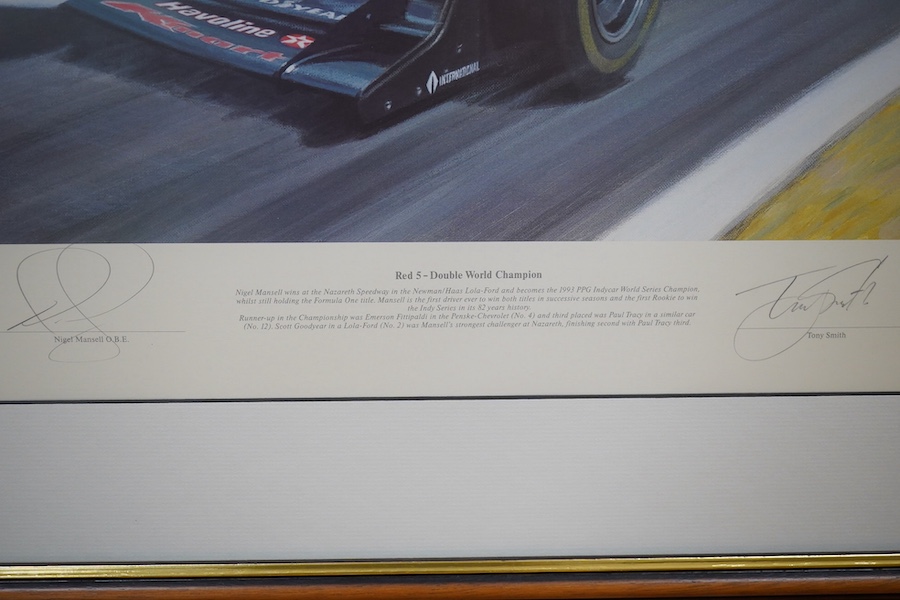 Havoline
GOODYEAR
Kmart
INTERNATIONAL
Red 5 - Double World Champion
Nigel Mansell wins at the Nazareth Speedway in the Newman/Haas Lola-Ford and becomes the 1993 PPG Indycar World Series Champion,
whilst still holding the Formula One title. Mansell is the first driver ever to win both titles in successive seasons and the first Rookie to win
the Indy Series in its 82 years history.
Runner-up in the Championship was Emerson Fittipaldi in the Penske-Chevrolet (No. 4) and third placed was Paul Tracy in a similar car
(No. 12). Scott Goodyear in a Lola-Ford (No. 2) was Mansell's strongest challenger at Nazareth, finishing second with Paul Tracy third.
Nigel Mansell O.B.E.
Tony Smith